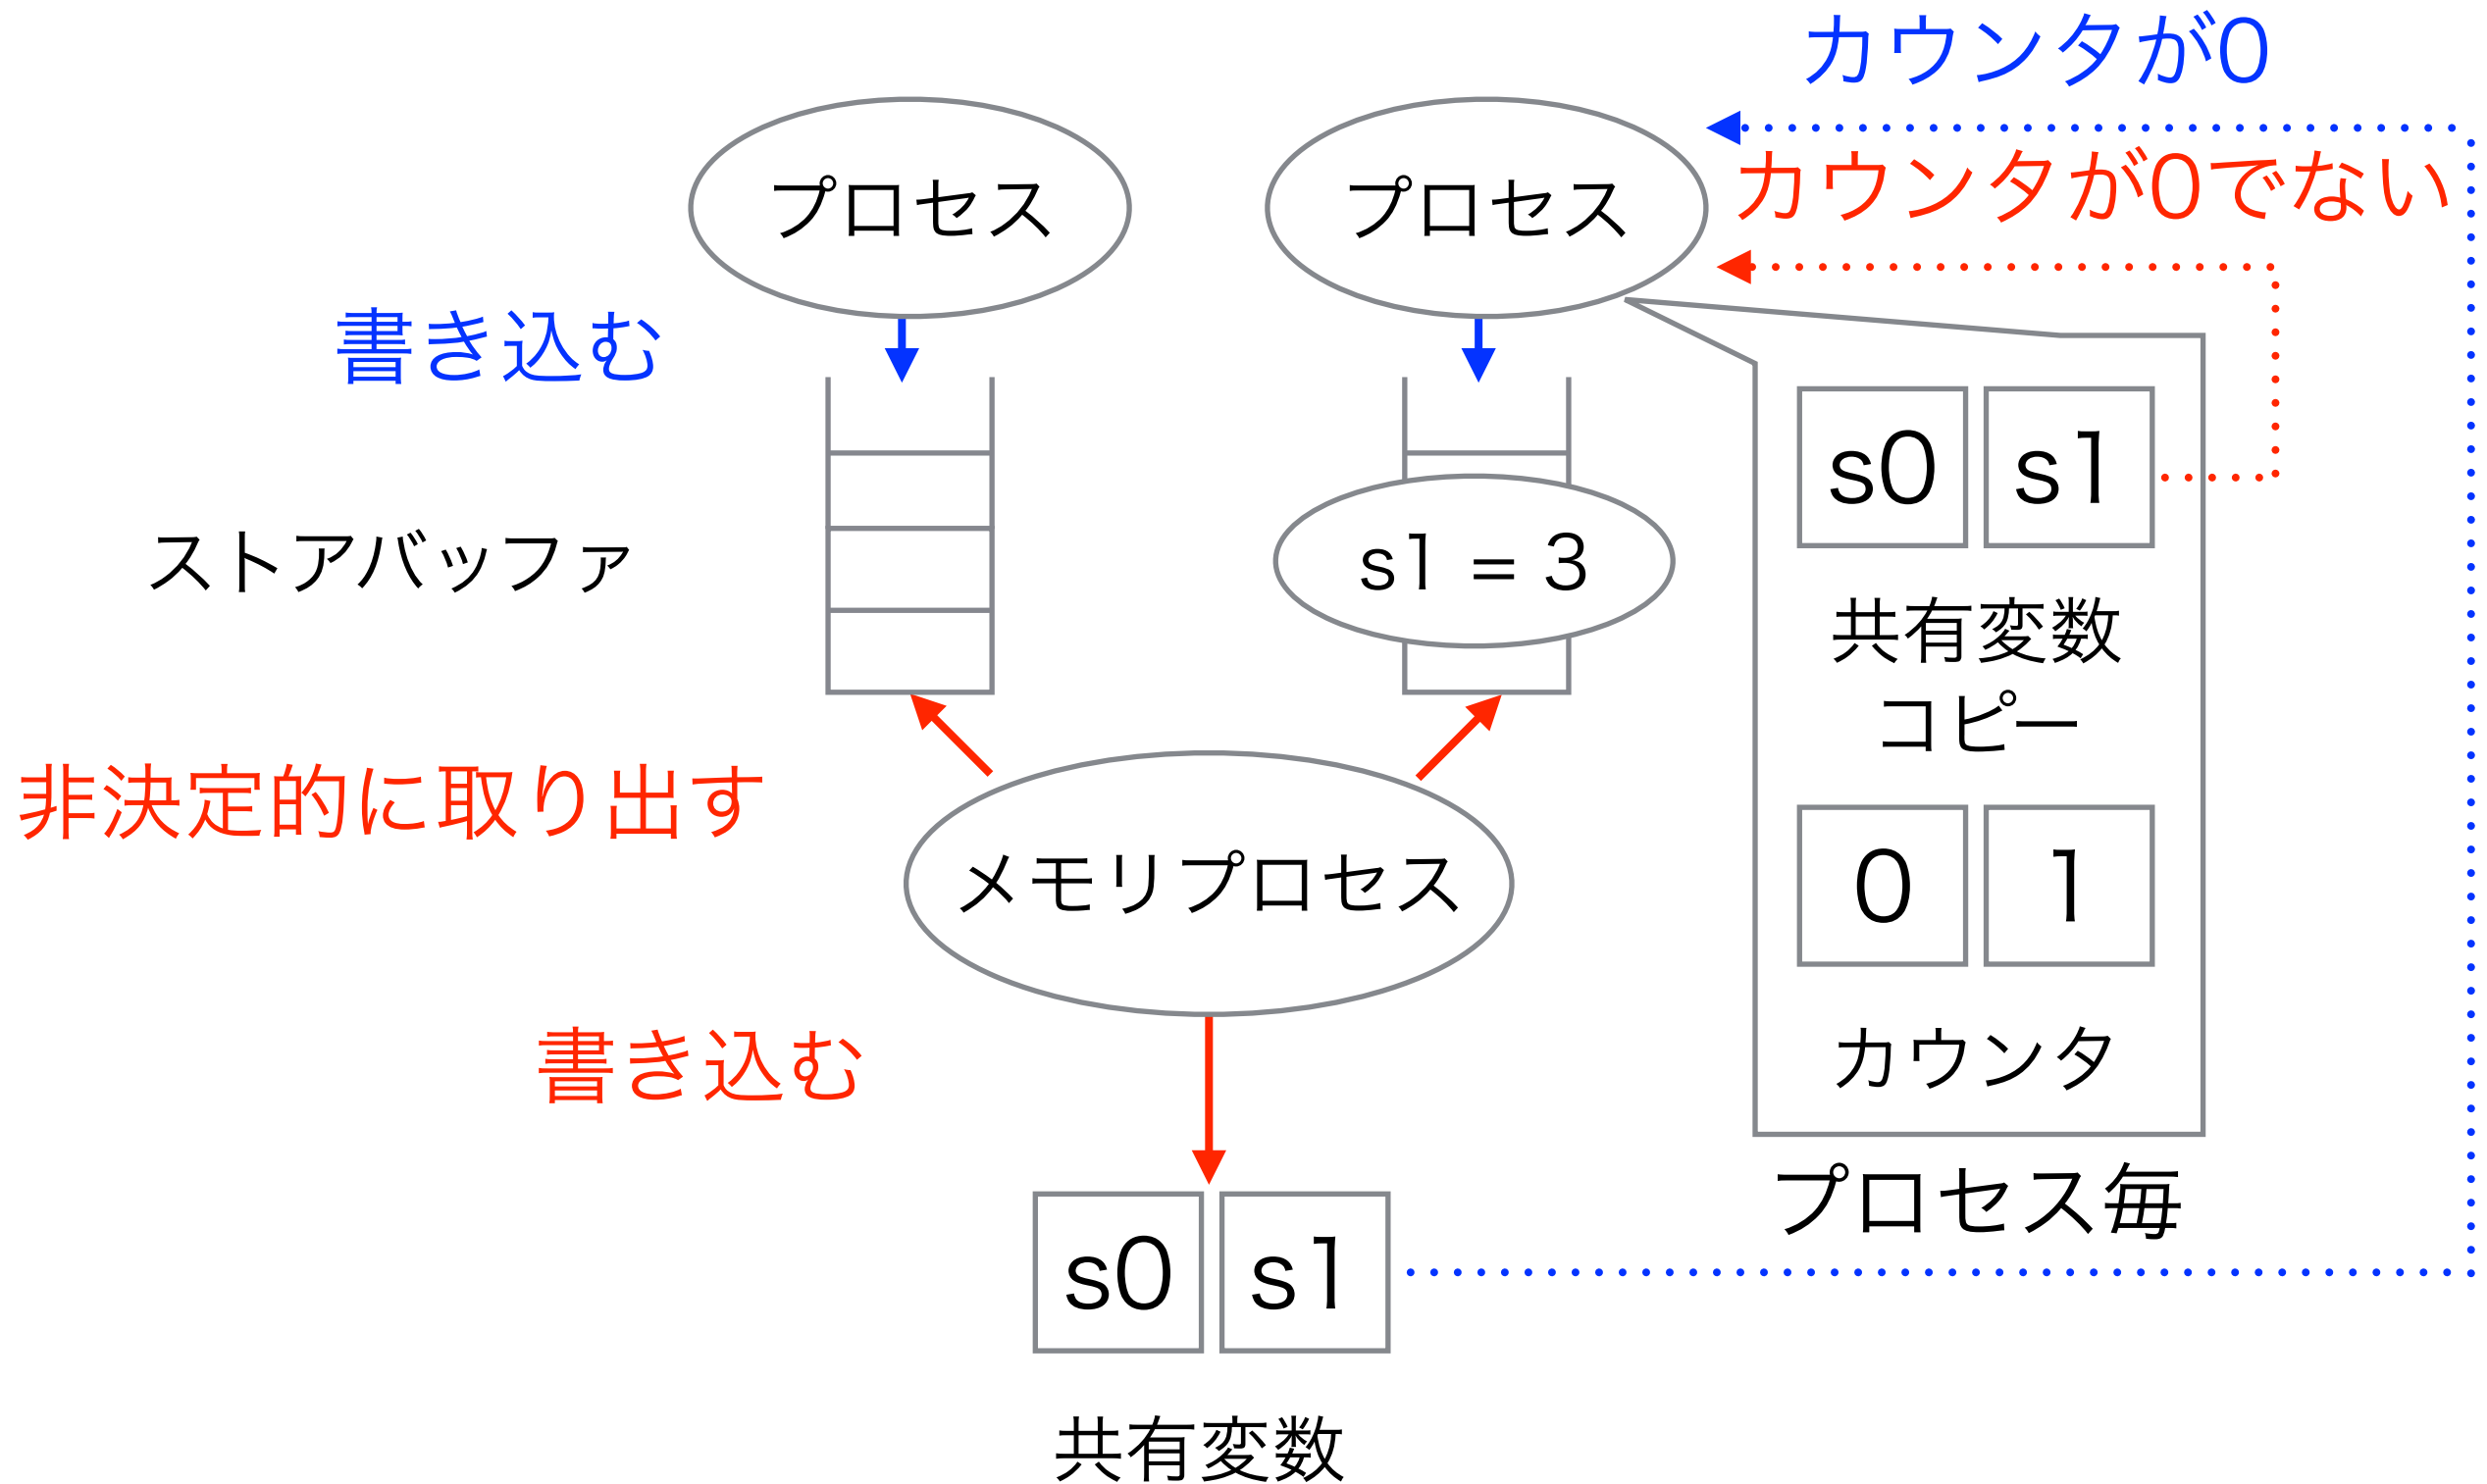 カウンタが0
プロセス
プロセス
カウンタが0でない
書き込む
s0
s1
ストアバッファ
s1 = 3
共有変数
コピー
非決定的に取り出す
メモリプロセス
0
1
書き込む
カウンタ
プロセス毎
s0
s1
共有変数